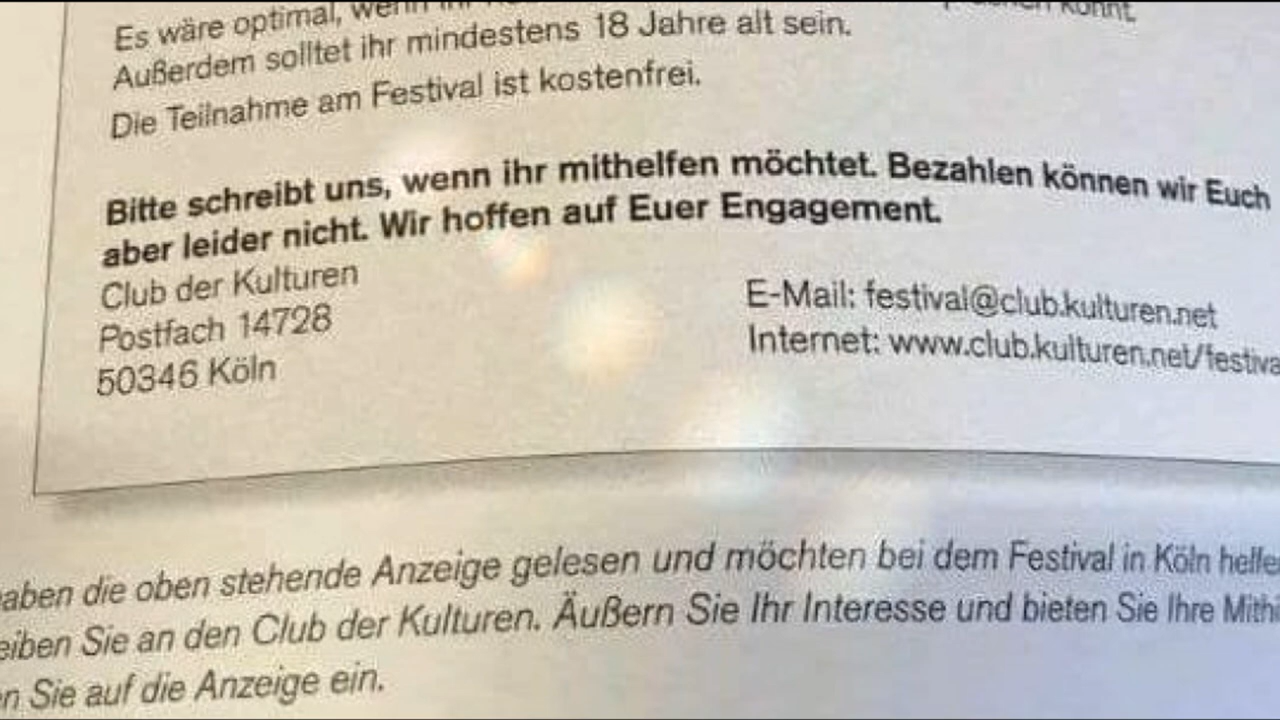 Es wäre optimal, wenn ihr
Außerdem solltet ihr mindestens 18 Jahre alt sein.
Die Teilnahme am Festival ist kostenfrei.
Bitte schreibt uns, wenn ihr mithelfen möchtet. Bezahlen können wir Euch
aber leider nicht. Wir hoffen auf Euer Engagement.
Club der Kulturen
Postfach 14728
50346 Köln
E-Mail: festival@club.kulturen.net
Internet: www.club.kulturen.net/festiva
aben die oben stehende Anzeige gelesen und möchten bei dem Festival in Köln helfe
eiben Sie an den Club der Kulturen. Äußern Sie Ihr Interesse und bieten Sie Ihre Mith
n Sie auf die Anzeige ein.